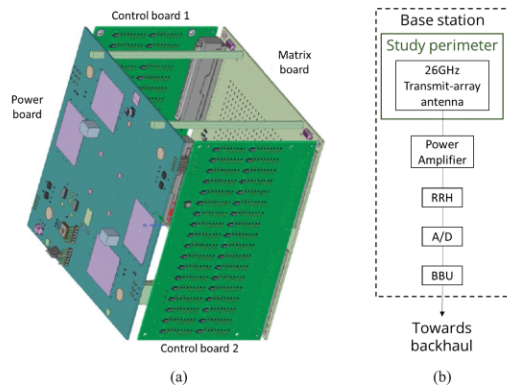 Control board 1
Matrix
board
Power
board
Control board 2
(a)
Base station
Study perimeter
26GHz
Transmit-array
antenna
Power
Amplifier
RRH
A/D
BBU
Towards
backhaul
(b)